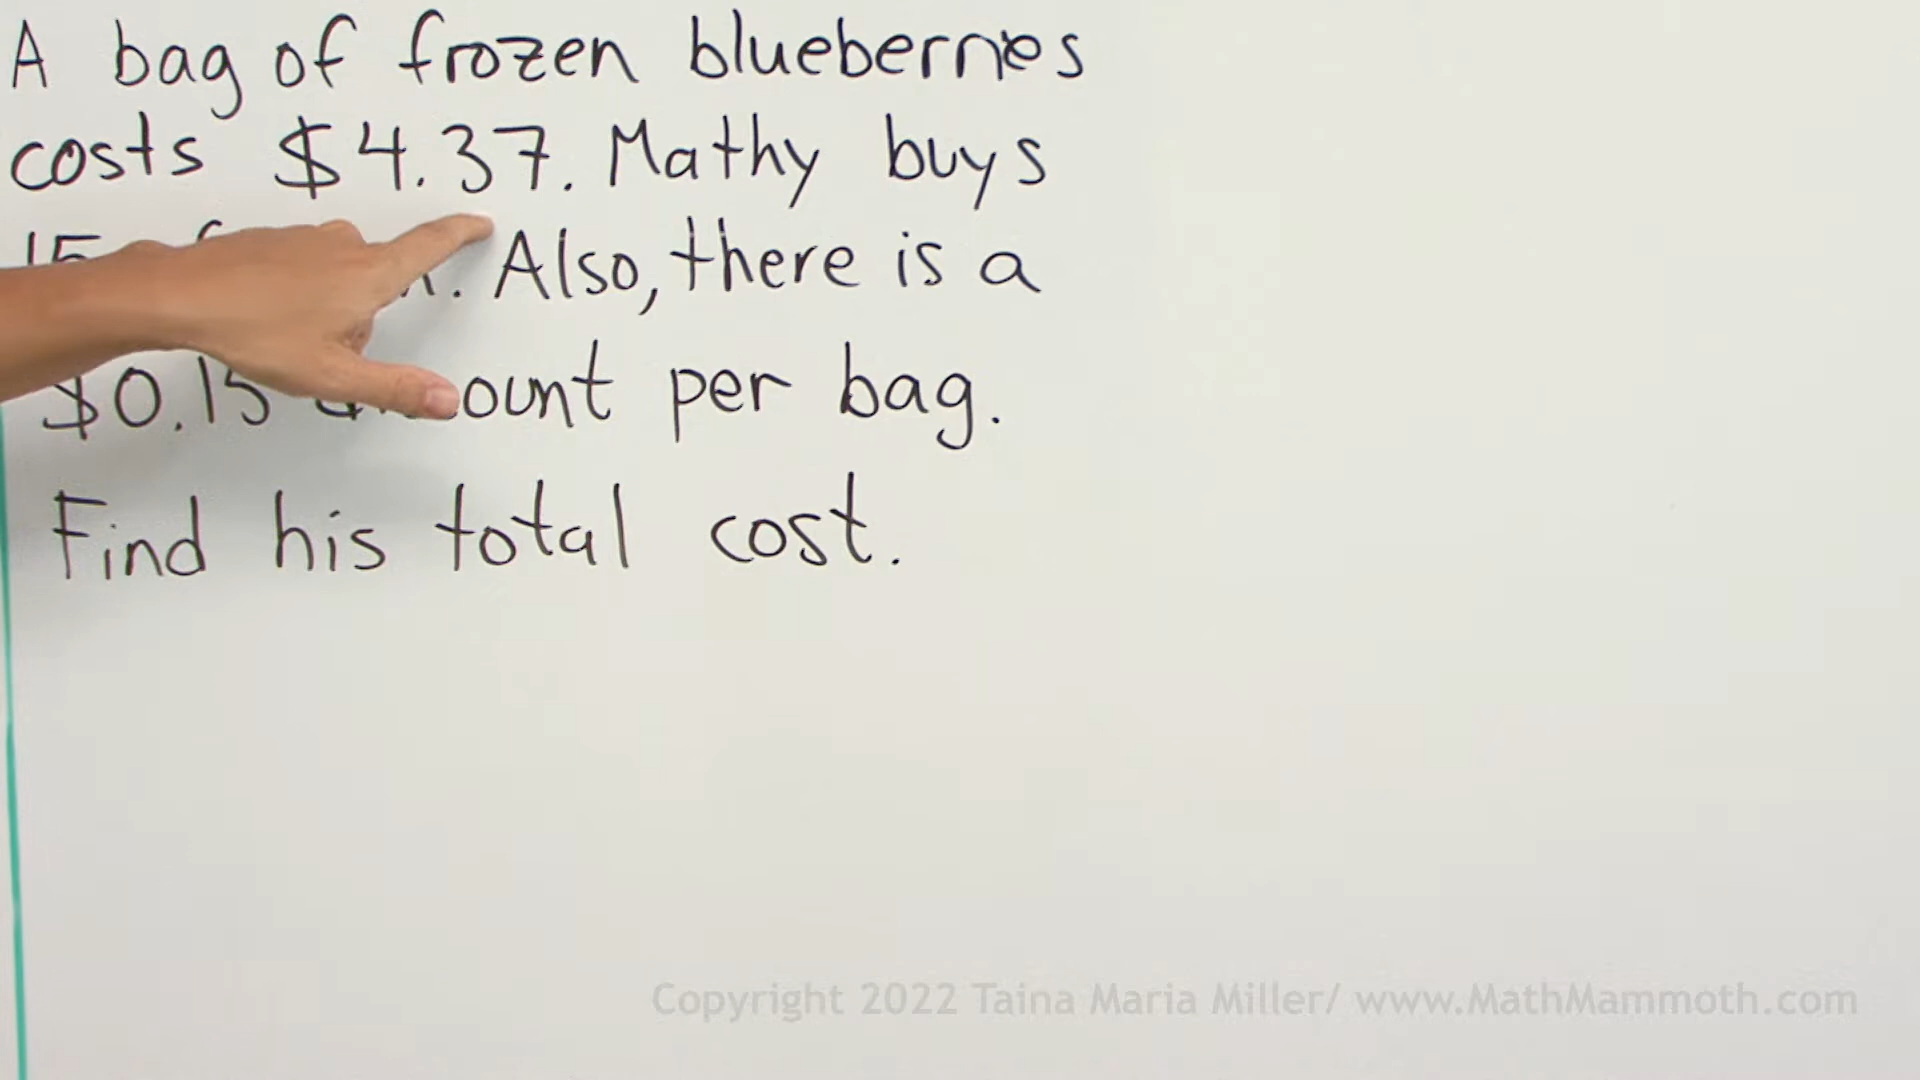 A bag of frozen blueberries
costs $4.37. Mathy buys
15 Also, there is a
$0.15 per bag.
Find his total cost.
Copyright 2022 Taina Maria Miller/ www.MathMammoth.com